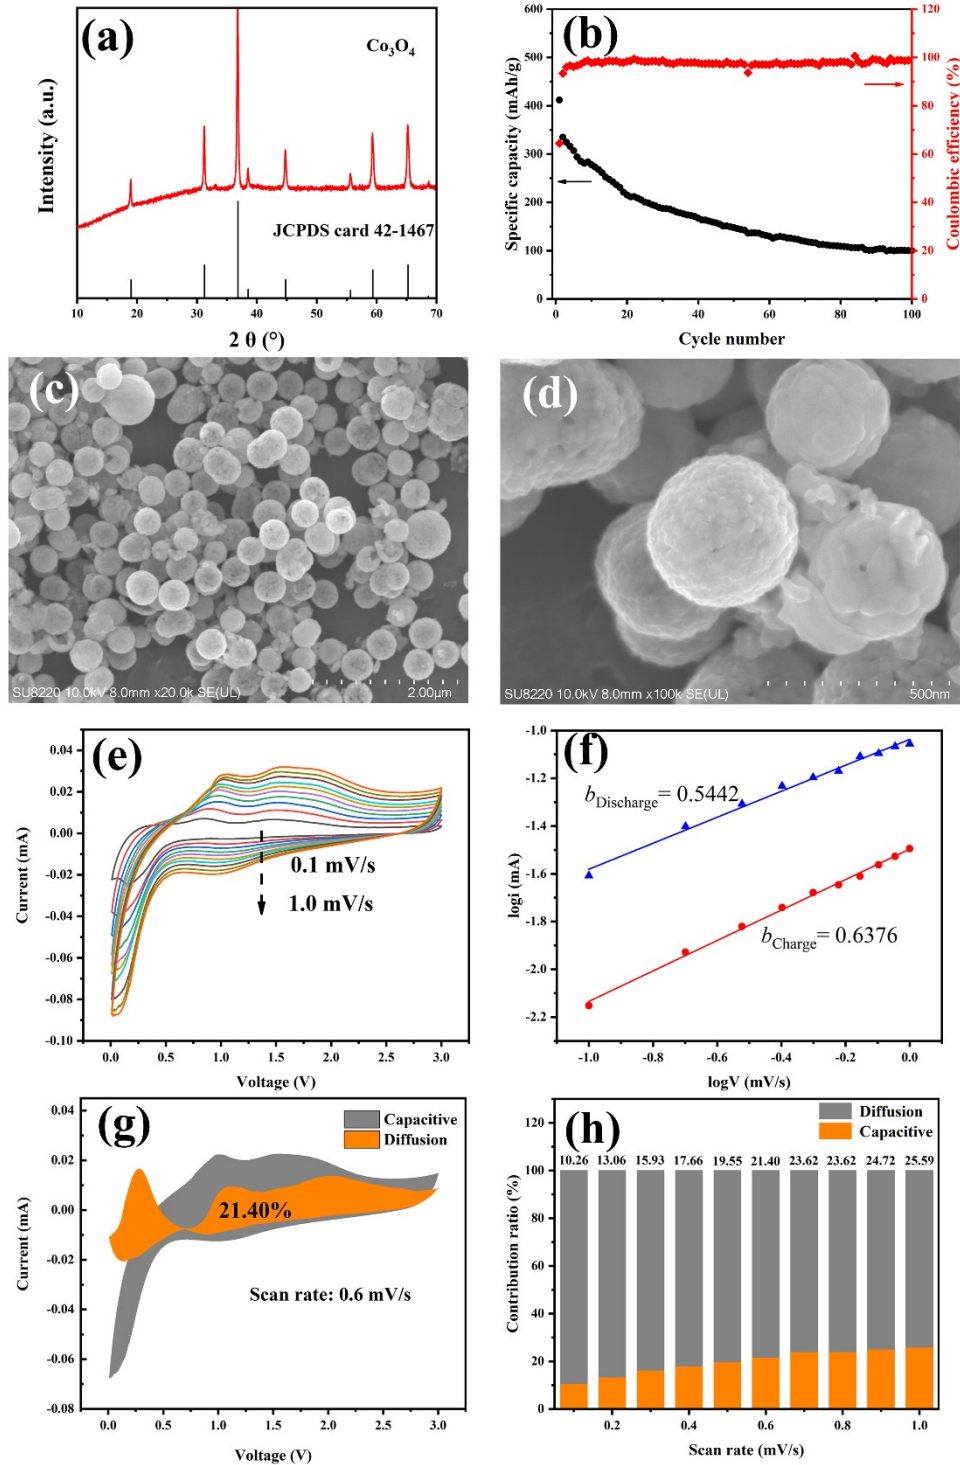 (a)
Co₃O₄
JCPDS card 42-1467
Intensity (a.u.)
10 20 30 40 50 60 70
2 θ (°)
(b)
600
500
400
300
200
100
0
Specific capacity (mAh/g)
120
100
80
60
40
20
0
Coulombic efficiency (%)
0 20 40 60 80 100
Cycle number
(c)
SU8220 10.0kV 8.0mm x20.0k SE(UL)
2.00μm
(d)
SU8220 10.0kV 8.0mm x100k SE(UL)
500nm
(e)
0.04
0.02
0.00
-0.02
-0.04
-0.06
-0.08
-0.10
Current (mA)
0.1 mV/s
1.0 mV/s
0.0 0.5 1.0 1.5 2.0 2.5 3.0
Voltage (V)
(f)
-1.0
-1.2
-1.4
-1.6
-1.8
-2.0
-2.2
logi (mA)
bDischarge= 0.5442
bCharge= 0.6376
-1.0 -0.8 -0.6 -0.4 -0.2 0.0
logV (mV/s)
(g)
Capacitive
Diffusion
0.04
0.02
0.00
-0.02
-0.04
-0.06
-0.08
Current (mA)
21.40%
Scan rate: 0.6 mV/s
0.0 0.5 1.0 1.5 2.0 2.5 3.0
Voltage (V)
(h)
Diffusion
Capacitive
120
100
80
60
40
20
0
Contribution ratio (%)
10.26 13.06 15.93 17.66 19.55 21.40 23.62 23.62 24.72 25.59
0.2 0.4 0.6 0.8 1.0
Scan rate (mV/s)